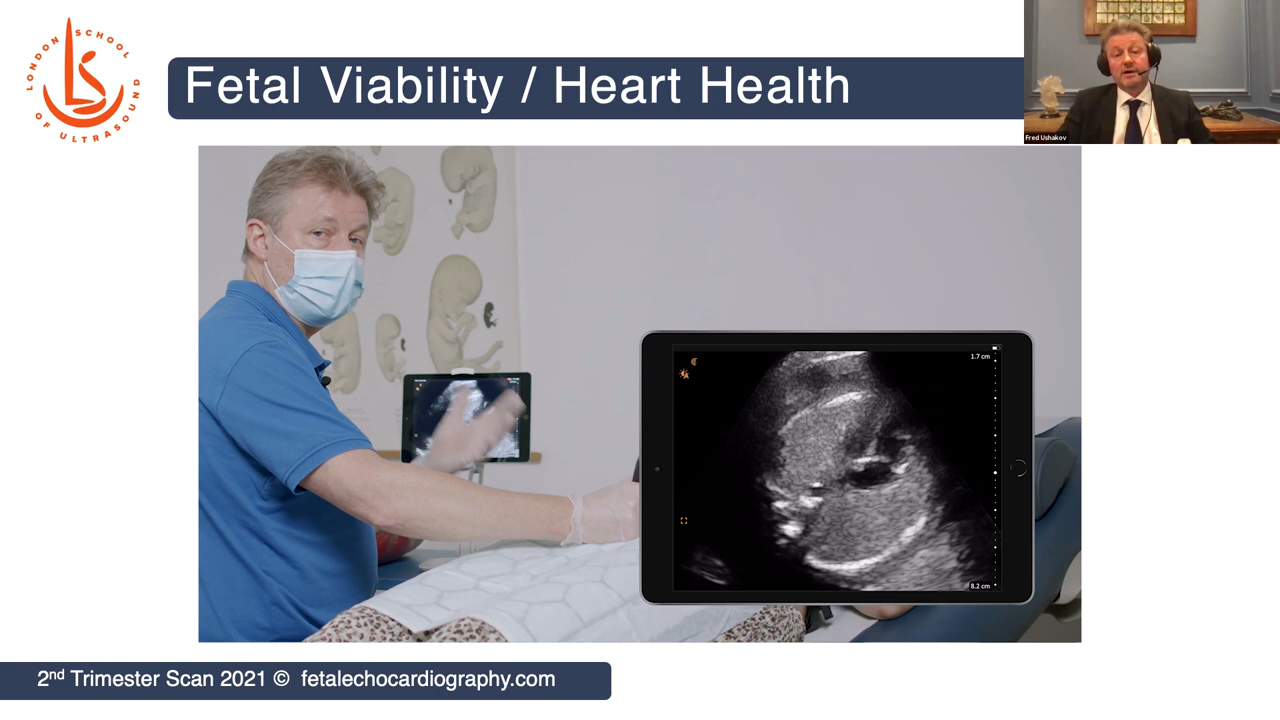 LONDON SCHOOL OF ULTRASOUND
Fetal Viability / Heart Health
Fred Ushakov
1.7 cm
8.2 cm
2nd Trimester Scan 2021 © fetalechocardiography.com